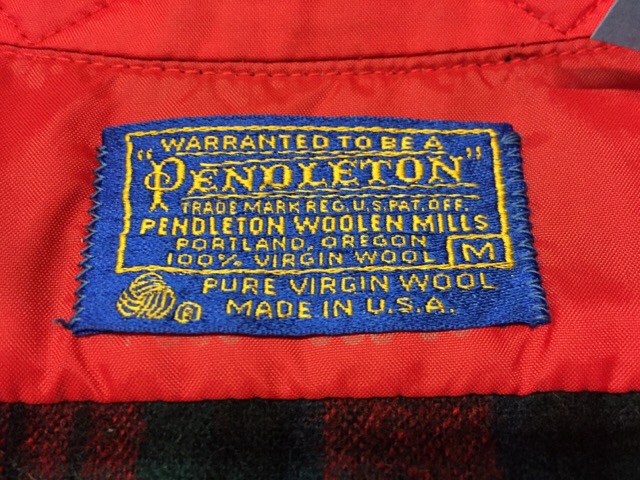 WARRANTED TO BE A
"PENDLETON"
TRADE MARK REG. U.S. PAT. OFF.
PENDLETON WOOLEN MILLS
PORTLAND, OREGON
100% VIRGIN WOOL M
PURE VIRGIN WOOL
® MADE IN U.S.A.